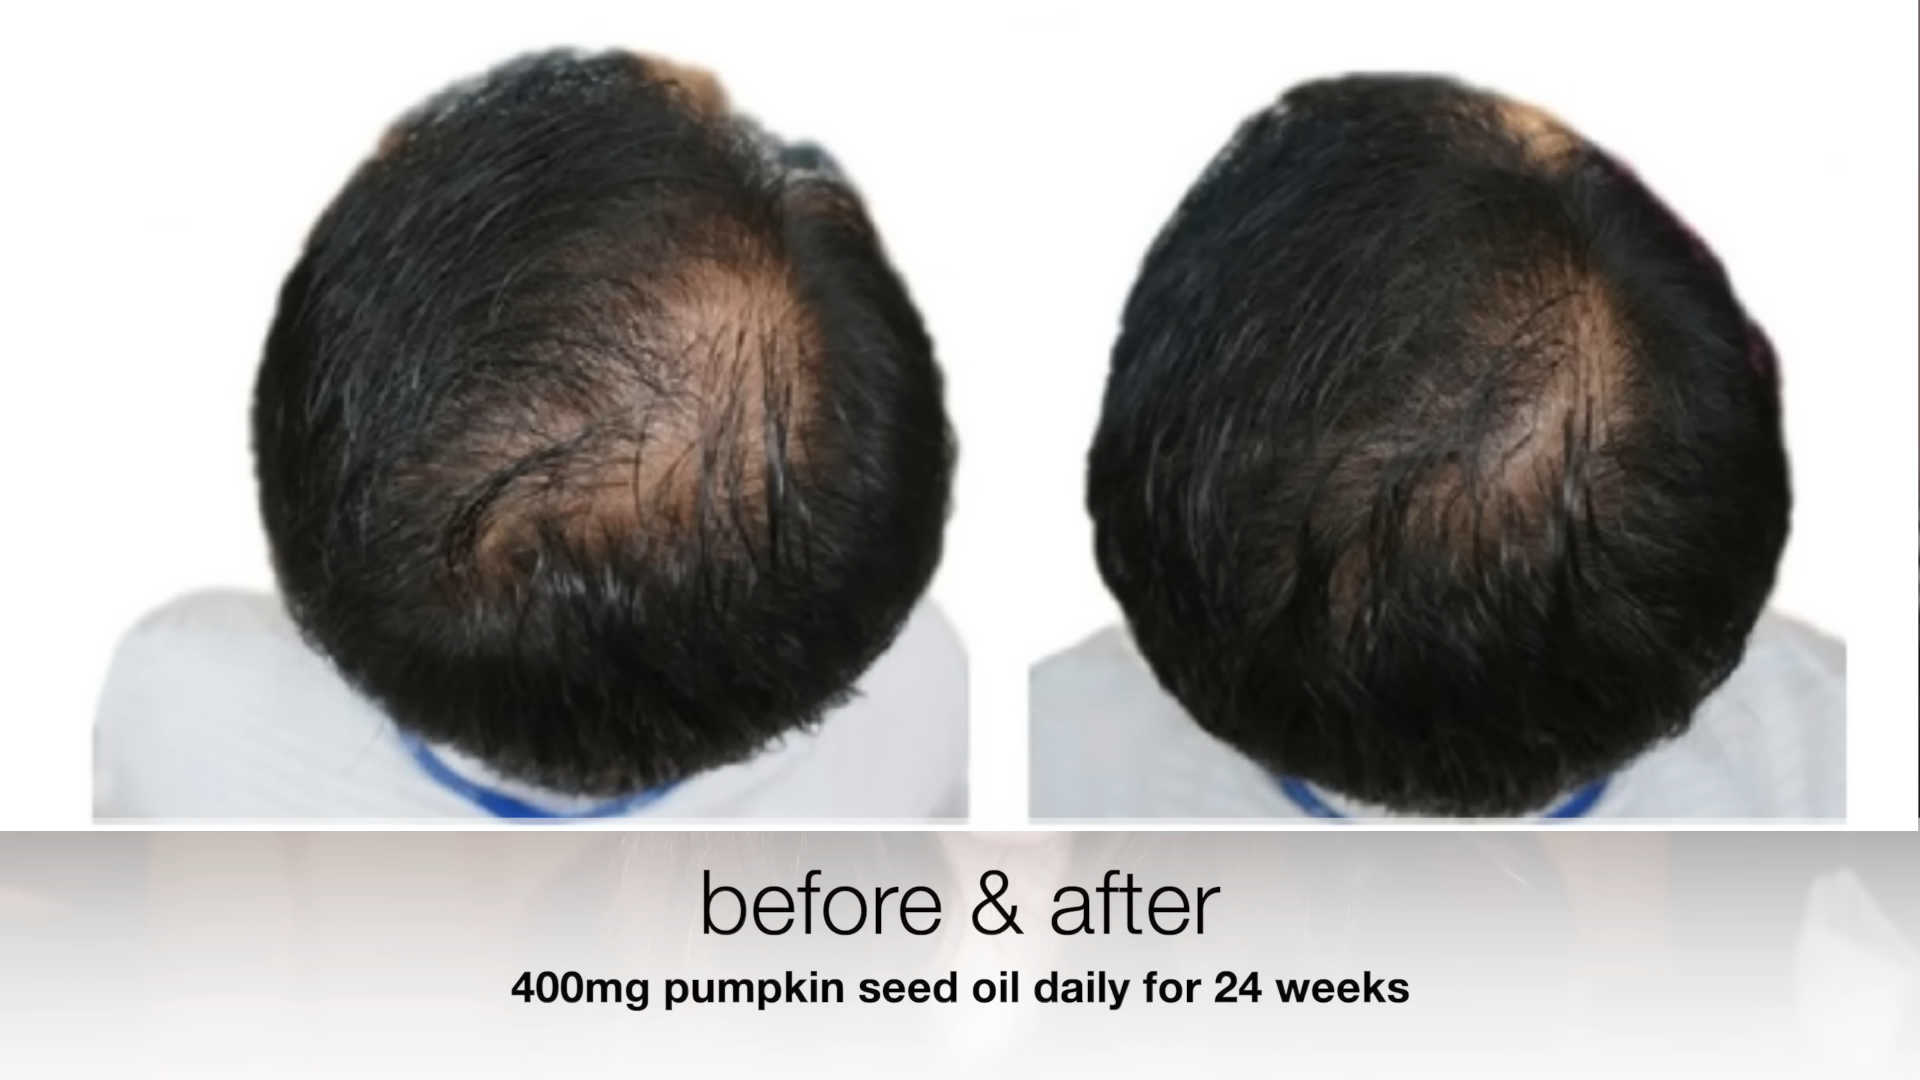 before & after
400mg pumpkin seed oil daily for 24 weeks